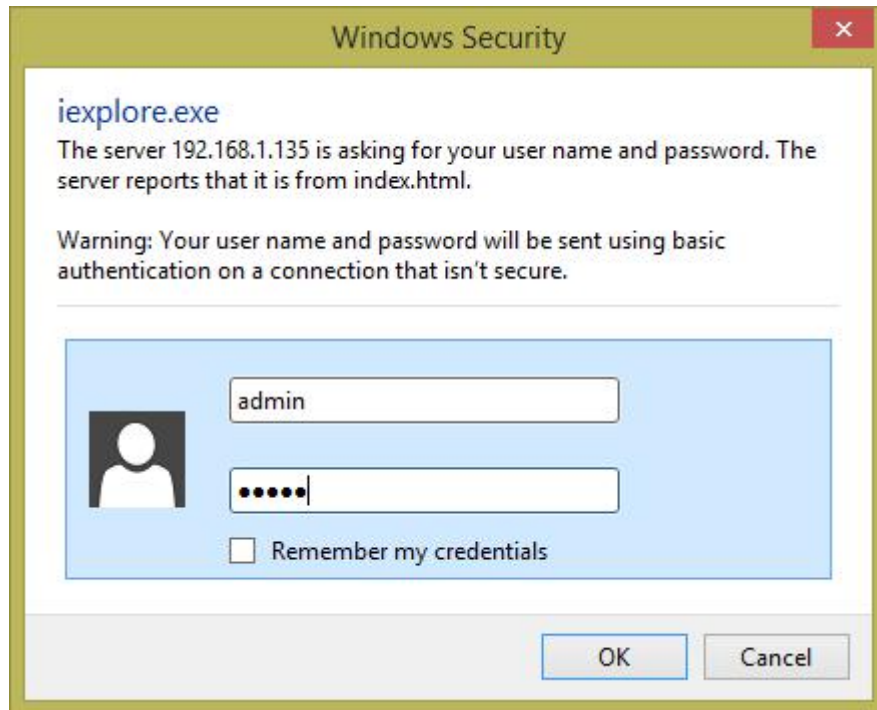 Windows Security
iexplore.exe
The server 192.168.1.135 is asking for your user name and password. The
server reports that it is from index.html.
Warning: Your user name and password will be sent using basic
authentication on a connection that isn't secure.
admin
•••••
Remember my credentials
OK
Cancel